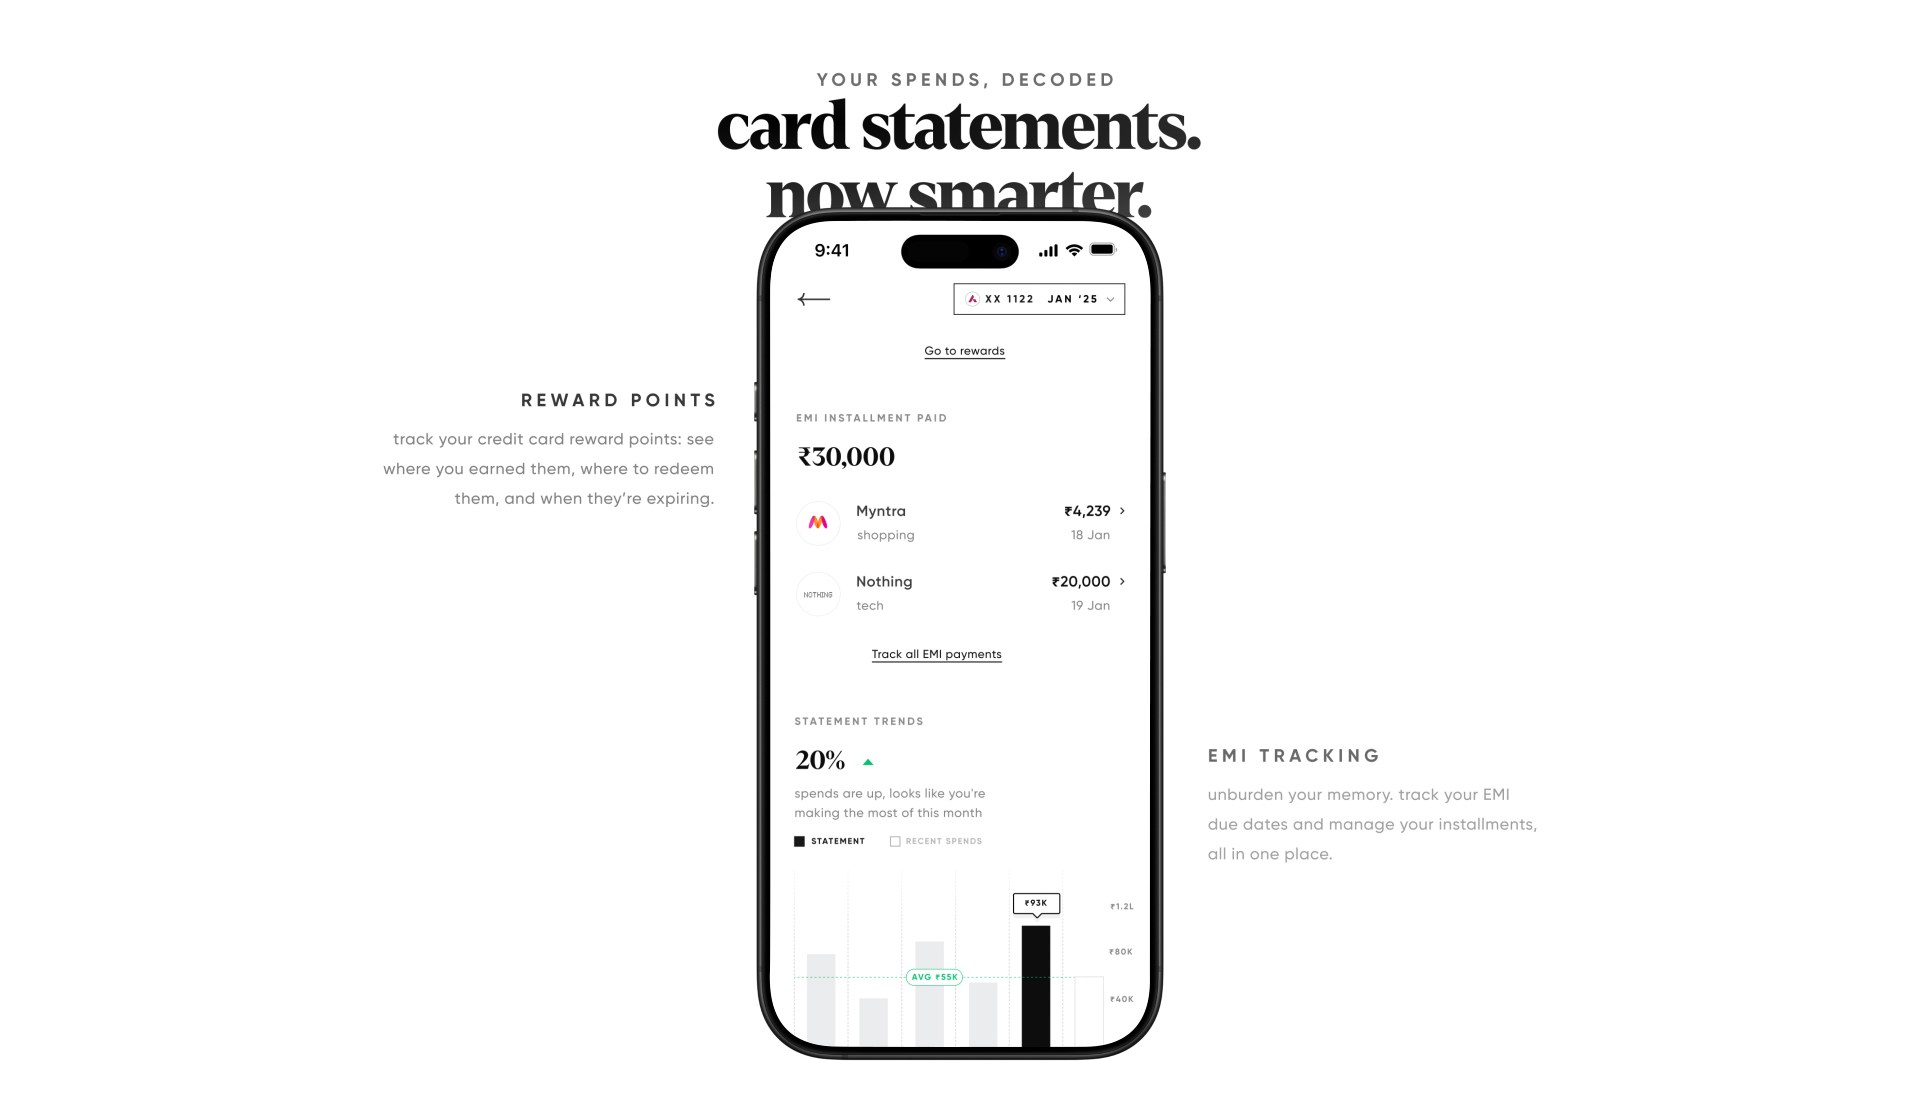 YOUR SPENDS, DECODED
card statements.
now smarter.
9:41
XX 1122 JAN '25
Go to rewards
REWARD POINTS
track your credit card reward points: see
where you earned them, where to redeem
them, and when they're expiring.
EMI INSTALLMENT PAID
₹30,000
Myntra ₹4,239
shopping 18 Jan
Nothing ₹20,000
NOTHING
tech 19 Jan
Track all EMI payments
STATEMENT TRENDS
20%
spends are up, looks like you're
making the most of this month
STATEMENT RECENT SPENDS
₹93K
₹1.2L
₹80K
AVG ₹55K
₹40K
EMI TRACKING
unburden your memory. track your EMI
due dates and manage your installments,
all in one place.